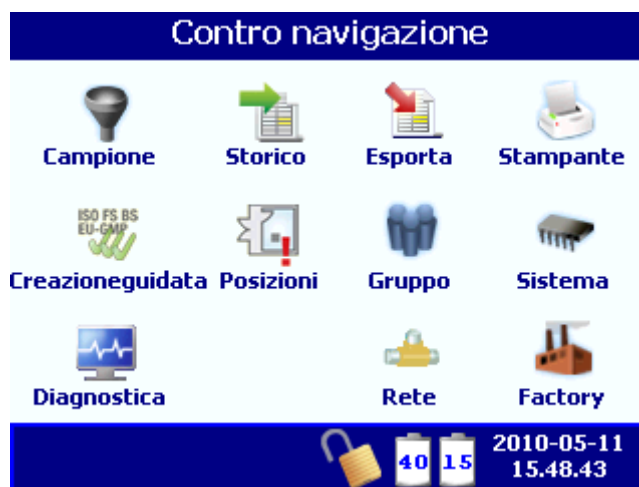 Contro navigazione
Campione Storico Esporta Stampante
ISO FS BS
EU-GMP
Creazioneguidata Posizioni Gruppo Sistema
Diagnostica Rete Factory
40 15 2010-05-11
15.48.43